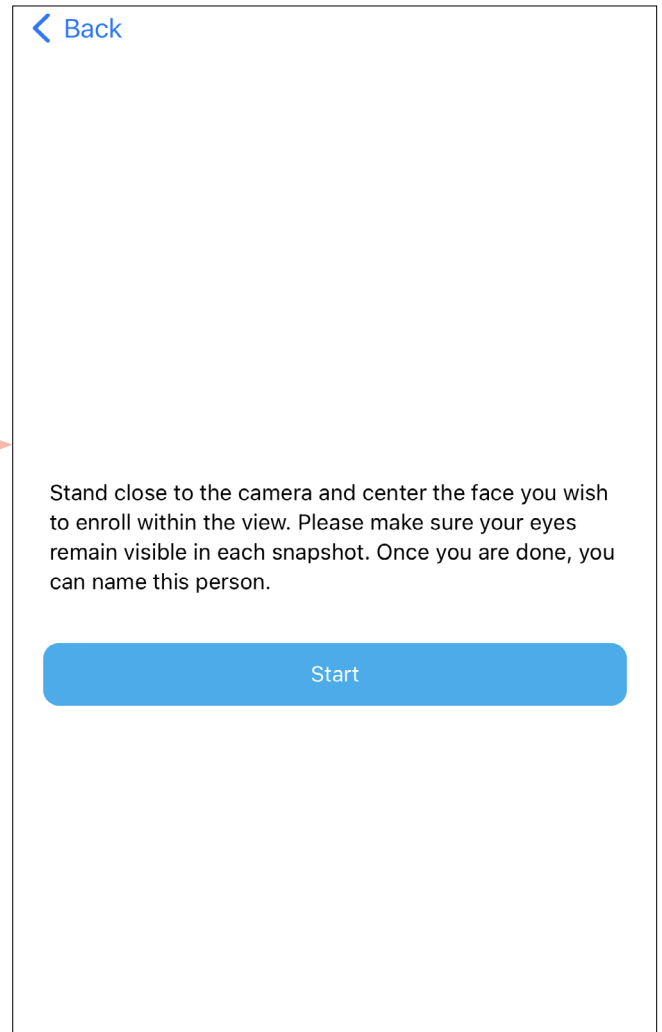 Back
Stand close to the camera and center the face you wish
to enroll within the view. Please make sure your eyes
remain visible in each snapshot. Once you are done, you
can name this person.
Start